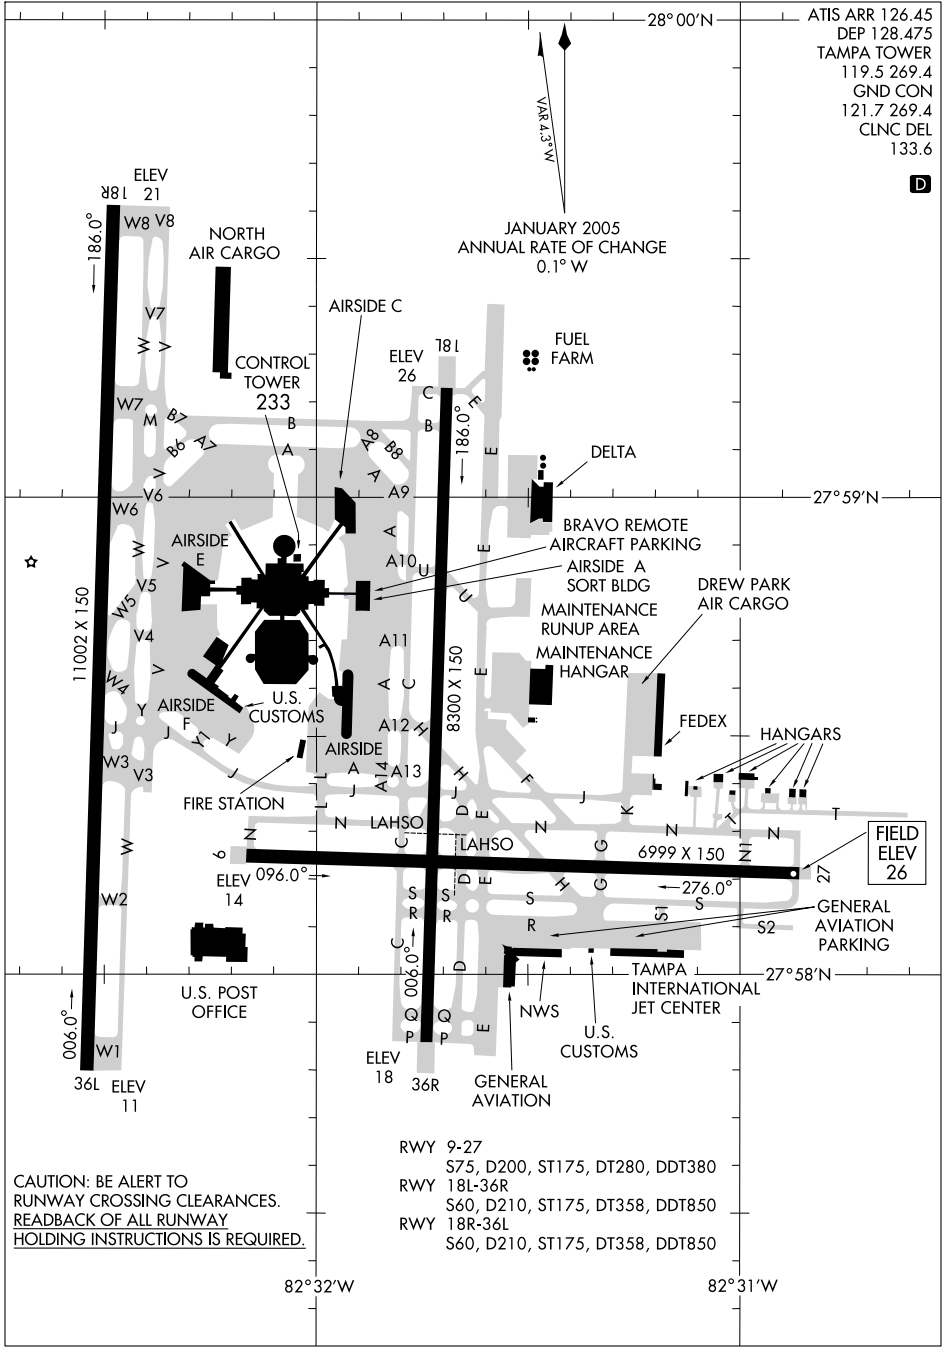 28°00'N
ATIS ARR 126.45
DEP 128.475
TAMPA TOWER
119.5 269.4
GND CON
121.7 269.4
CLNC DEL
133.6
D
VAR 4.3° W
JANUARY 2005
ANNUAL RATE OF CHANGE
0.1° W
18R
ELEV
21
186.0°
W8 V8
NORTH
AIR CARGO
AIRSIDE C
V7
W V
CONTROL
TOWER
233
ELEV
26
18L
FUEL
FARM
C
E
W7
M
B7
B
B
A
B6
A7
A8
B8
186.0°
E
DELTA
V
V6
A
A9
27°59'N
W6
A
BRAVO REMOTE
AIRCRAFT PARKING
AIRSIDE A
SORT BLDG
W
V
AIRSIDE
E
A10
U
U
E
DREW PARK
AIR CARGO
V5
W5
MAINTENANCE
RUNUP AREA
V4
A11
MAINTENANCE
HANGAR
11002 X 150
8300 X 150
V
W4
A
C
E
U.S.
CUSTOMS
AIRSIDE
F
Y
J
J
Y1
Y
A12
H
FEDEX
HANGARS
AIRSIDE
W3
V3
J
L
A
A14
A13
H
F
FIRE STATION
L
J
J
D
E
J
K
T
T
N
N
LAHSO
N
N
N
W
9
C
LAHSO
G
6999 X 150
N1
FIELD
ELEV
26
096.0°
ELEV
14
D
E
H
G
276.0°
27
W2
S
S
S
S
R
R
R
S1
S2
GENERAL
AVIATION
PARKING
C
006.0°
D
27°58'N
U.S. POST
OFFICE
NWS
U.S.
CUSTOMS
TAMPA
INTERNATIONAL
JET CENTER
006.0°
Q
Q
P
P
E
W1
36L
ELEV
11
ELEV
18
36R
GENERAL
AVIATION
RWY 9-27
S75, D200, ST175, DT280, DDT380
RWY 18L-36R
S60, D210, ST175, DT358, DDT850
RWY 18R-36L
S60, D210, ST175, DT358, DDT850
CAUTION: BE ALERT TO
RUNWAY CROSSING CLEARANCES.
READBACK OF ALL RUNWAY
HOLDING INSTRUCTIONS IS REQUIRED.
82°32'W
82°31'W